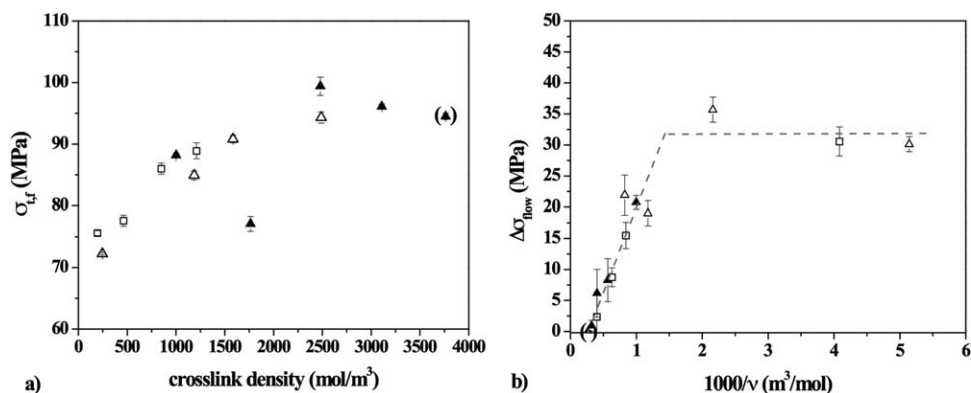 110
100
90
80
70
60
σt,f (MPa)
0 500 1000 1500 2000 2500 3000 3500 4000
crosslink density (mol/m³)
a)
50
45
40
35
30
25
20
15
10
5
0
Δσflow (MPa)
0 1 2 3 4 5 6
1000/ν (m³/mol)
b)